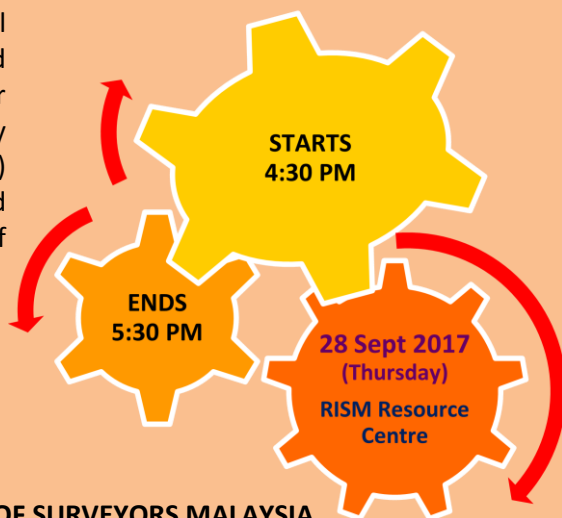 STARTS
4:30 PM
ENDS
5:30 PM
28 Sept 2017
(Thursday)
RISM Resource
Centre
OF SURVEYORS MALAYSIA